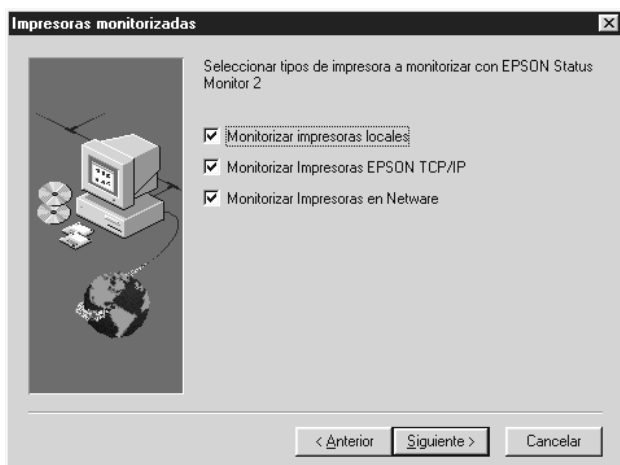 Impresoras monitorizadas
Seleccionar tipos de impresora a monitorizar con EPSON Status
Monitor 2
Monitorizar impresoras locales
Monitorizar Impresoras EPSON TCP/IP
Monitorizar Impresoras en Netware
< Anterior
Siguiente >
Cancelar